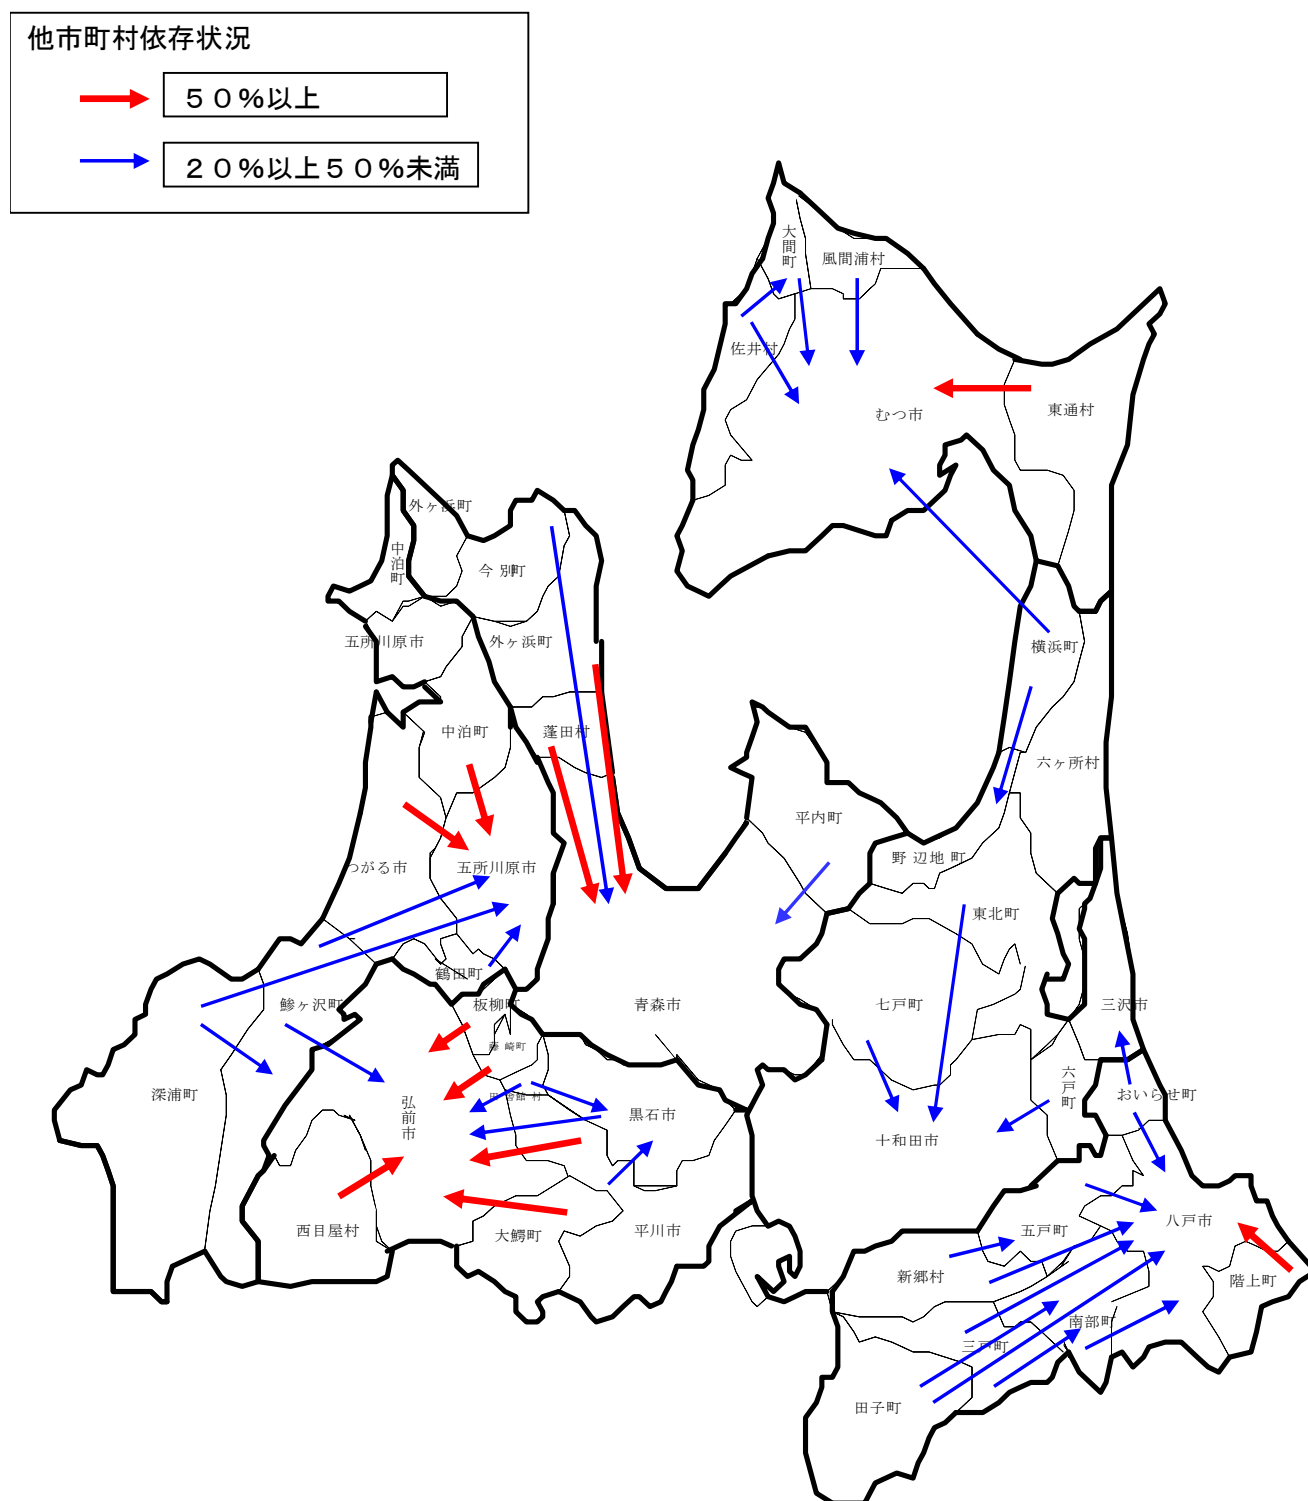 他市町村依存状況
５０％以上
２０％以上５０％未満
大間町
風間浦村
佐井村
むつ市
東通村
外ヶ浜町
中泊町
今別町
五所川原市
外ヶ浜町
横浜町
中泊町
蓬田村
六ヶ所村
平内町
つがる市
五所川原市
野辺地町
東北町
鶴田町
鰺ヶ沢町
板柳町
青森市
七戸町
三沢市
藤崎町
深浦町
田舎館村
弘前市
黒石市
六戸町
おいらせ町
十和田市
西目屋村
大鰐町
平川市
五戸町
八戸市
新郷村
階上町
南部町
三戸町
田子町